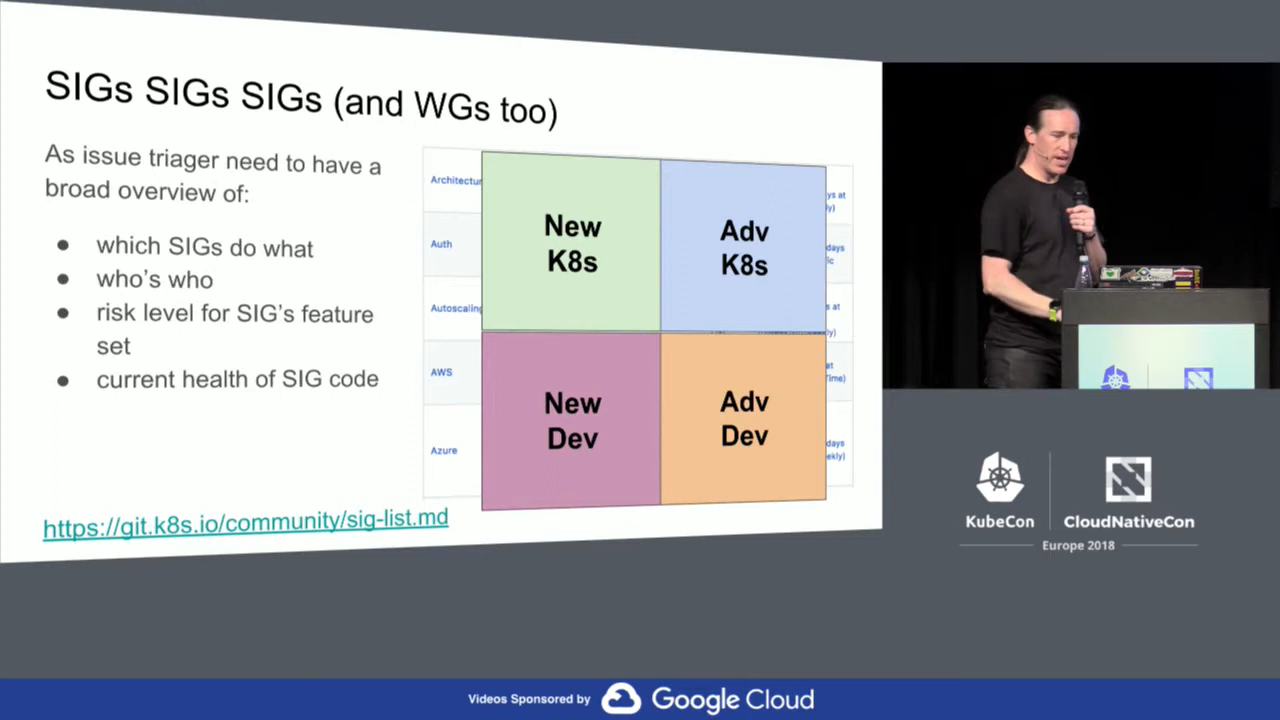 SIGs SIGs SIGs (and WGs too)
As issue triager need to have a
broad overview of:
● which SIGs do what
● who's who
● risk level for SIG's feature
set
● current health of SIG code
https://git.k8s.io/community/sig-list.md
Auth
AWS
Azure
New
K8s
Adv
K8s
New
Dev
Adv
Dev
KubeCon
CloudNativeCon
Europe 2018
Videos Sponsored by
Google Cloud